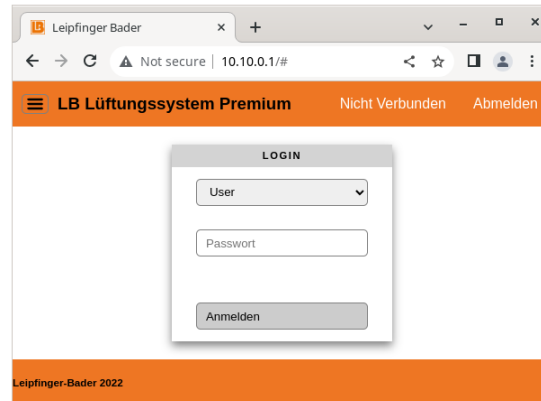 Leipfinger Bader
Not secure 10.10.0.1/#
LB Lüftungssystem Premium Nicht Verbunden Abmelden
LOGIN
User
Passwort
Anmelden
Leipfinger-Bader 2022